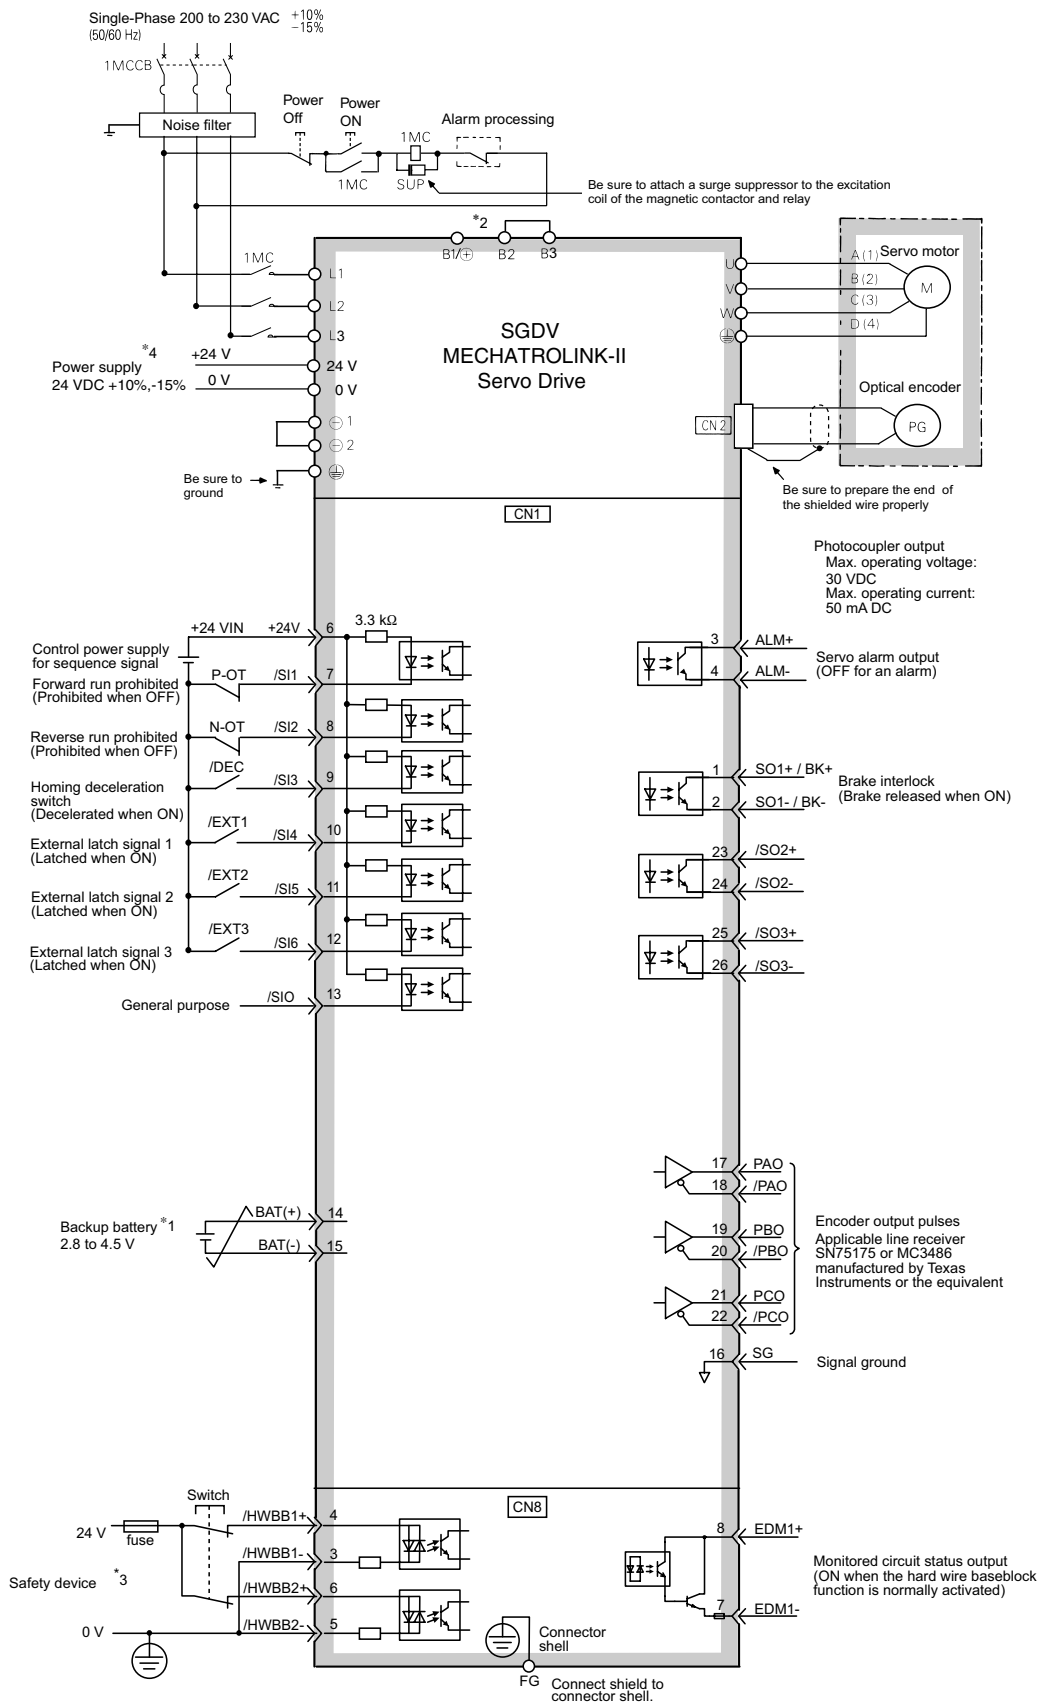 Single-Phase 200 to 230 VAC +10% −15%
(50/60 Hz)
1MCCB
Noise filter
Power Off
Power ON
1MC
Alarm processing
1MC
SUP
Be sure to attach a surge suppressor to the excitation
coil of the magnetic contactor and relay
*2
B1/⊕ B2 B3
1MC
L1
L2
L3
*4
Power supply
24 VDC +10%,-15%
+24 V
0 V
24 V
0 V
⊖ 1
⊖ 2
Be sure to
ground
SGDV
MECHATROLINK-II
Servo Drive
U
V
W
A (1)
B (2)
C (3)
D (4)
Servo motor
M
Optical encoder
CN2
PG
Be sure to prepare the end of
the shielded wire properly
CN1
Photocoupler output
Max. operating voltage:
30 VDC
Max. operating current:
50 mA DC
+24 VIN +24V 6 3.3 kΩ
Control power supply
for sequence signal
Forward run prohibited
(Prohibited when OFF)
P-OT /SI1 7
Reverse run prohibited
(Prohibited when OFF)
N-OT /SI2 8
Homing deceleration
switch
(Decelerated when ON)
/DEC /SI3 9
External latch signal 1
(Latched when ON)
/EXT1 /SI4 10
External latch signal 2
(Latched when ON)
/EXT2 /SI5 11
External latch signal 3
(Latched when ON)
/EXT3 /SI6 12
General purpose /SIO 13
3 ALM+
4 ALM-
Servo alarm output
(OFF for an alarm)
1 SO1+ / BK+
2 SO1- / BK-
Brake interlock
(Brake released when ON)
23 /SO2+
24 /SO2-
25 /SO3+
26 /SO3-
Backup battery *1
2.8 to 4.5 V
BAT(+) 14
BAT(-) 15
17 PAO
18 /PAO
19 PBO
20 /PBO
21 PCO
22 /PCO
Encoder output pulses
Applicable line receiver
SN75175 or MC3486
manufactured by Texas
Instruments or the equivalent
16 SG
Signal ground
CN8
Switch
24 V
fuse
Safety device *3
0 V
/HWBB1+ 4
/HWBB1- 3
/HWBB2+ 6
/HWBB2- 5
8 EDM1+
7 EDM1-
Monitored circuit status output
(ON when the hard wire baseblock
function is normally activated)
Connector
shell
FG
Connect shield to
connector shell.